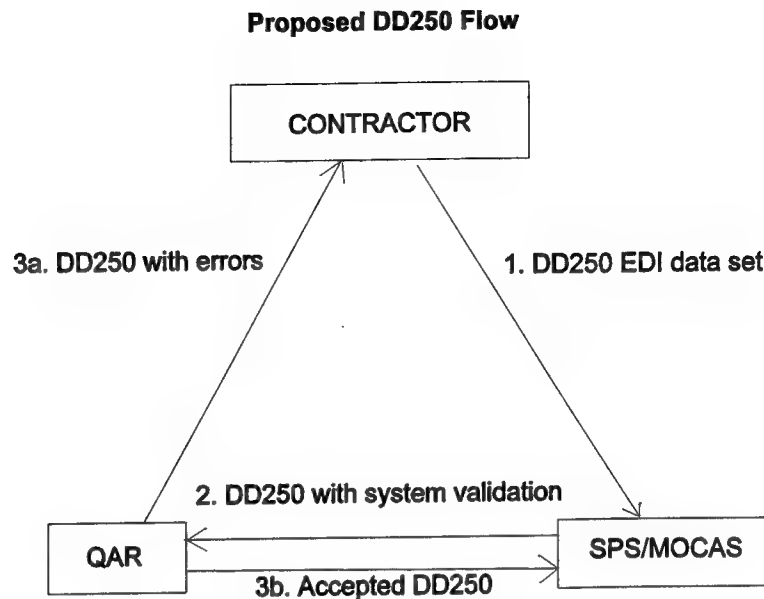 Proposed DD250 Flow
CONTRACTOR
3a. DD250 with errors
1. DD250 EDI data set
2. DD250 with system validation
QAR
SPS/MOCAS
3b. Accepted DD250